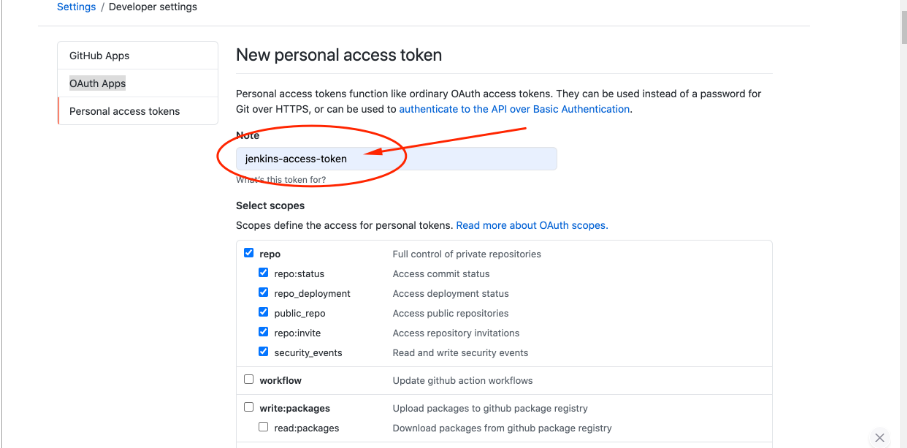 Settings / Developer settings
GitHub Apps
OAuth Apps
Personal access tokens
New personal access token
Personal access tokens function like ordinary OAuth access tokens. They can be used instead of a password for
Git over HTTPS, or can be used to authenticate to the API over Basic Authentication.
Note
jenkins-access-token
What's this token for?
Select scopes
Scopes define the access for personal tokens. Read more about OAuth scopes.
repo Full control of private repositories
repo:status Access commit status
repo_deployment Access deployment status
public_repo Access public repositories
repo:invite Access repository invitations
security_events Read and write security events
workflow Update github action workflows
write:packages Upload packages to github package registry
read:packages Download packages from github package registry